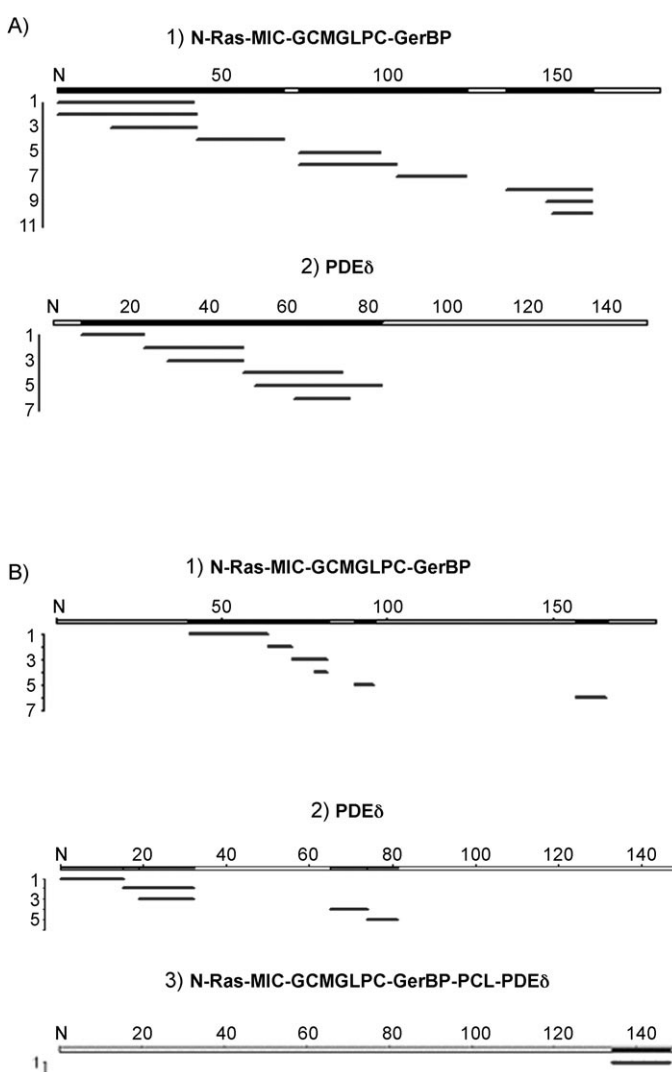 A)
1) N-Ras-MIC-GCMGLPC-GerBP
N 50 100 150
1
3
5
7
9
11
2) PDEδ
N 20 40 60 80 100 120 140
1
3
5
7
B)
1) N-Ras-MIC-GCMGLPC-GerBP
N 50 100 150
1
3
5
7
2) PDEδ
N 20 40 60 80 100 120 140
1
3
5
3) N-Ras-MIC-GCMGLPC-GerBP-PCL-PDEδ
N 20 40 60 80 100 120 140
1